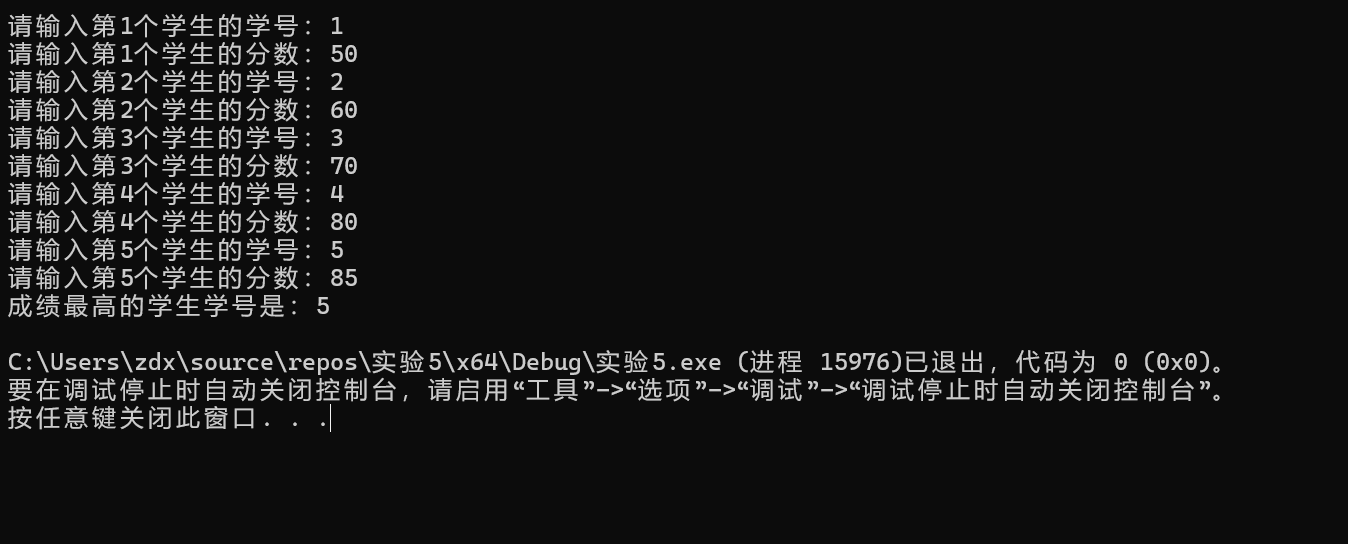 请输入第1个学生的学号：1
请输入第1个学生的分数：50
请输入第2个学生的学号：2
请输入第2个学生的分数：60
请输入第3个学生的学号：3
请输入第3个学生的分数：70
请输入第4个学生的学号：4
请输入第4个学生的分数：80
请输入第5个学生的学号：5
请输入第5个学生的分数：85
成绩最高的学生学号是：5
C:\Users\zdx\source\repos\实验5\x64\Debug\实验5.exe (进程 15976)已退出，代码为 0 (0x0)。
要在调试停止时自动关闭控制台，请启用“工具”->“选项”->“调试”->“调试停止时自动关闭控制台”。
按任意键关闭此窗口. . .